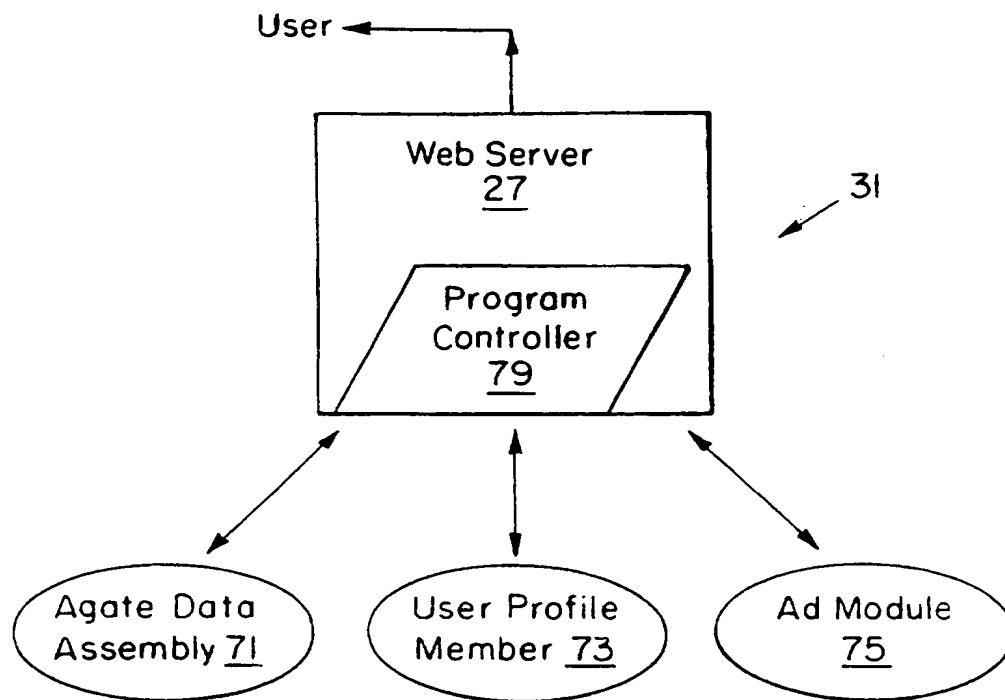 User
Web Server
27
31
Program
Controller
79
Agate Data
Assembly 71
User Profile
Member 73
Ad Module
75